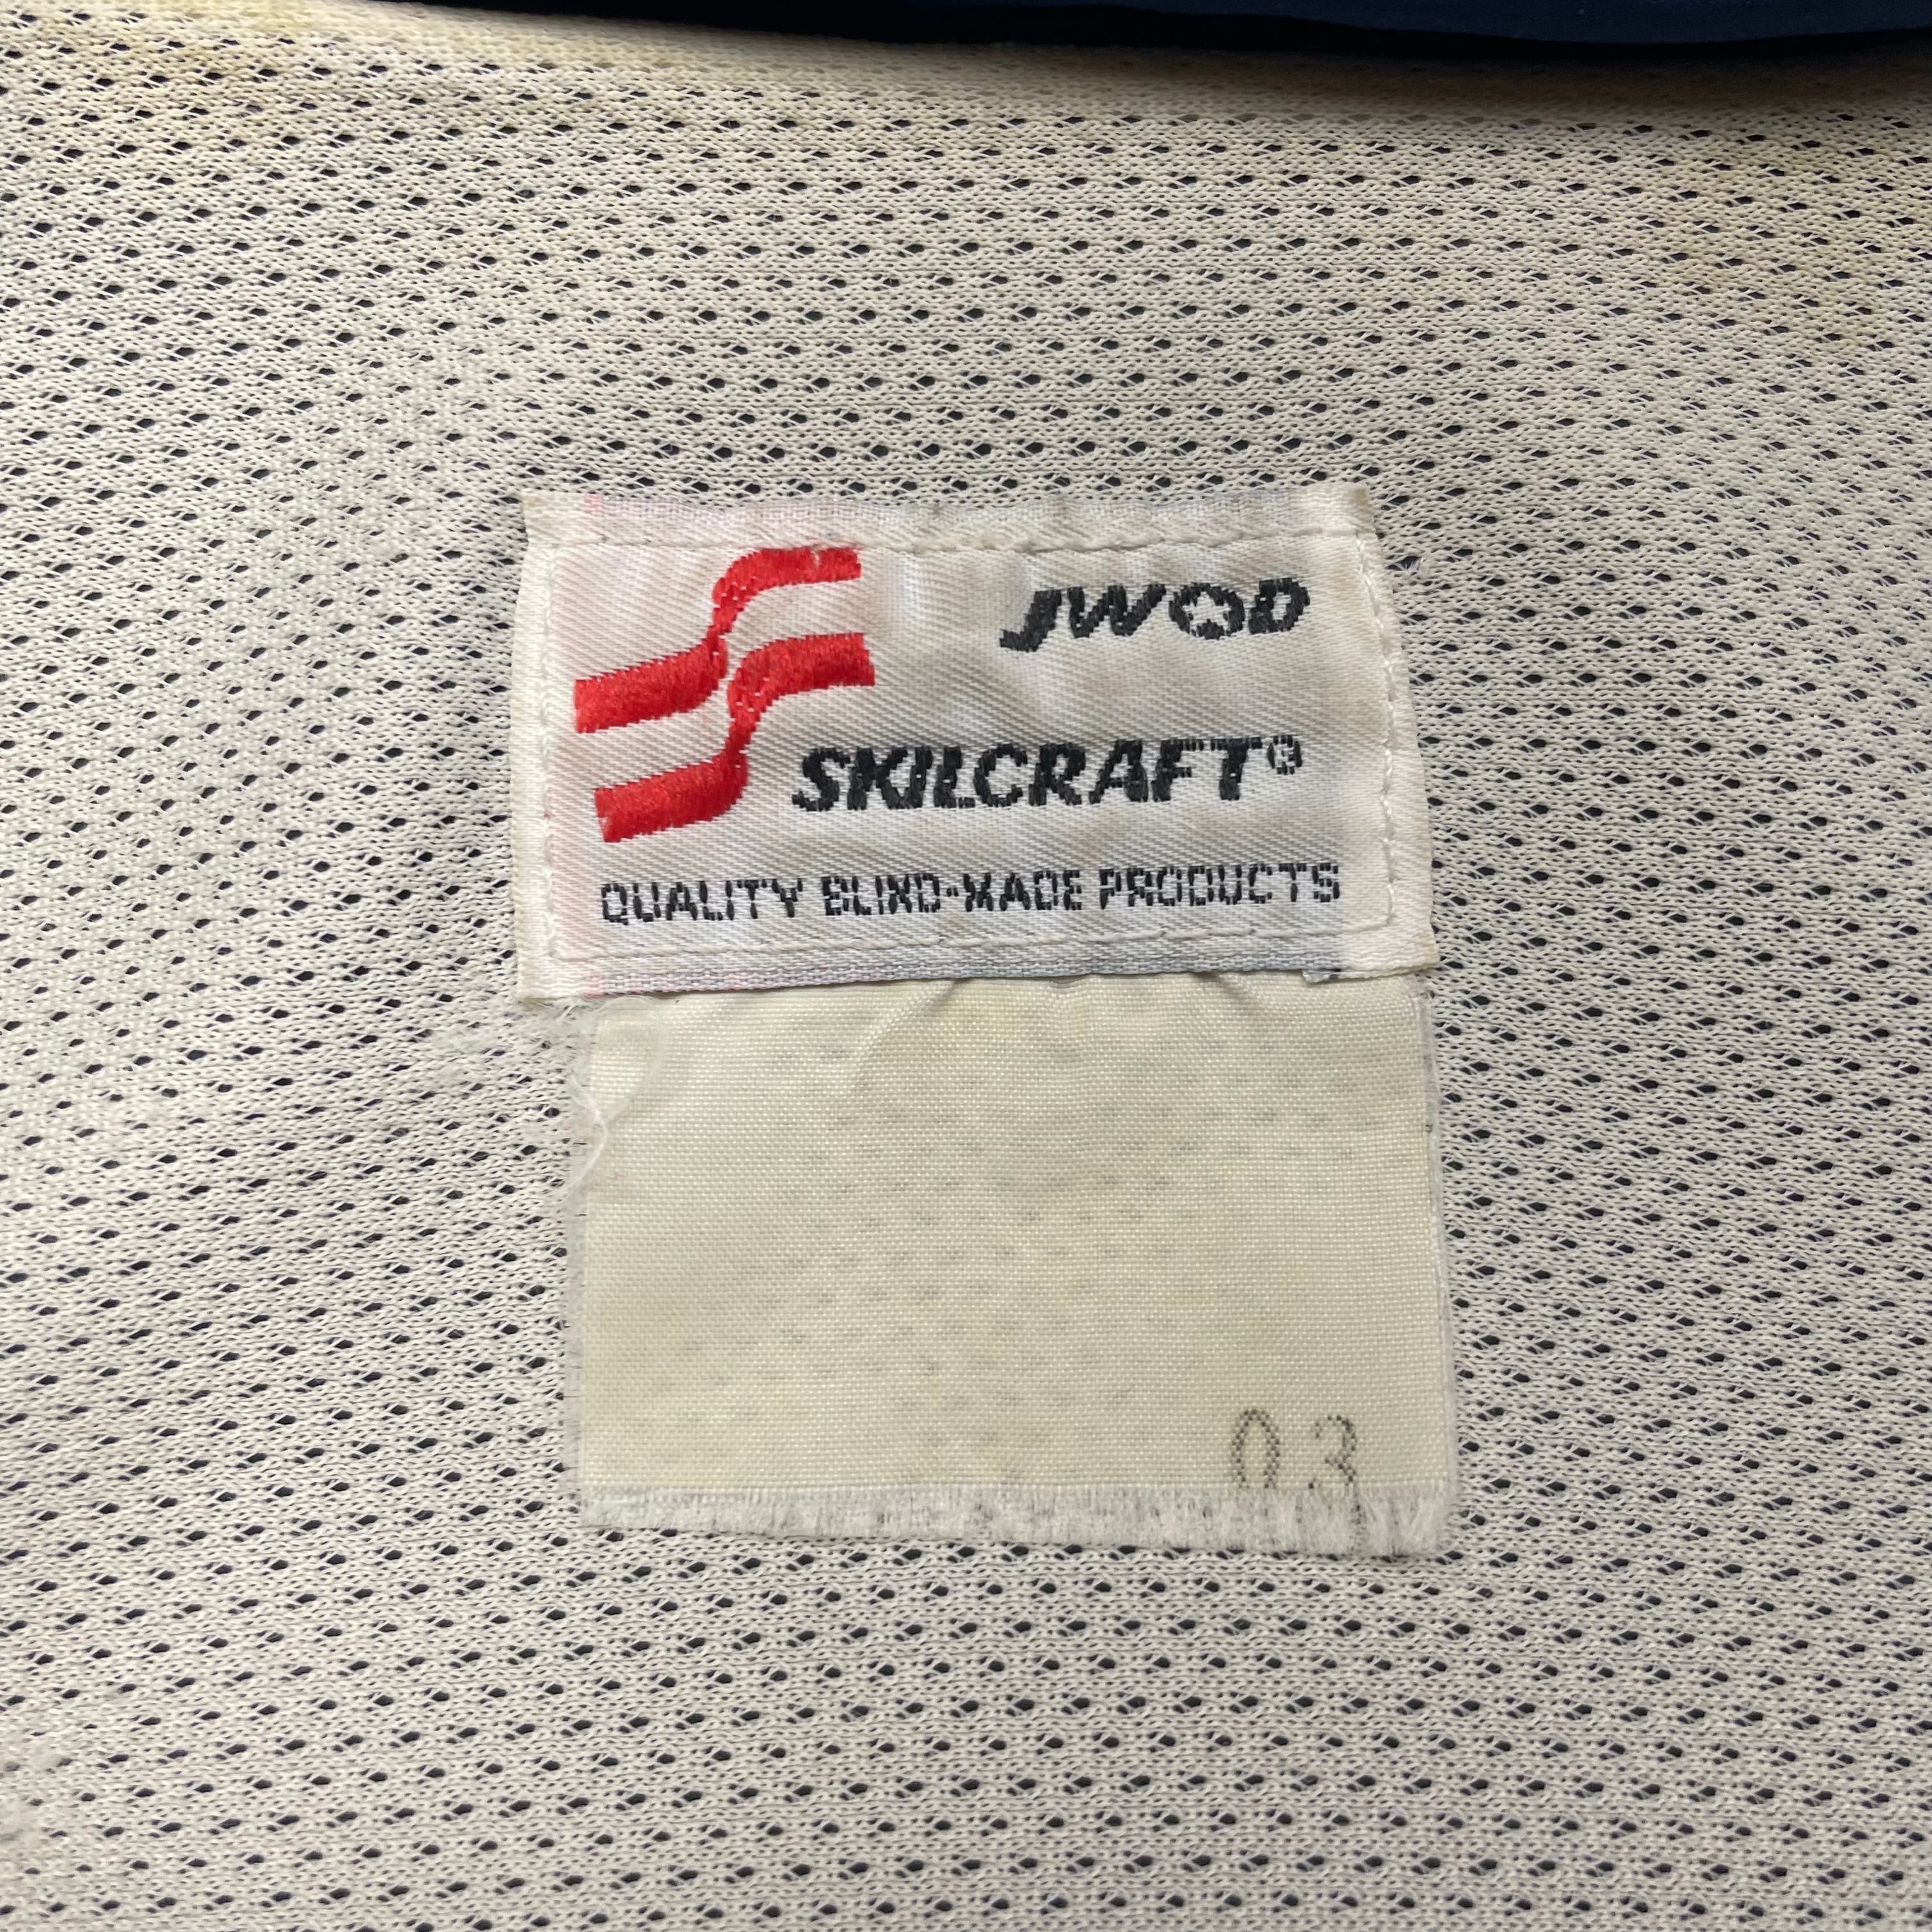 JWOD
SKILCRAFT®
QUALITY BLIND-MADE PRODUCTS
03